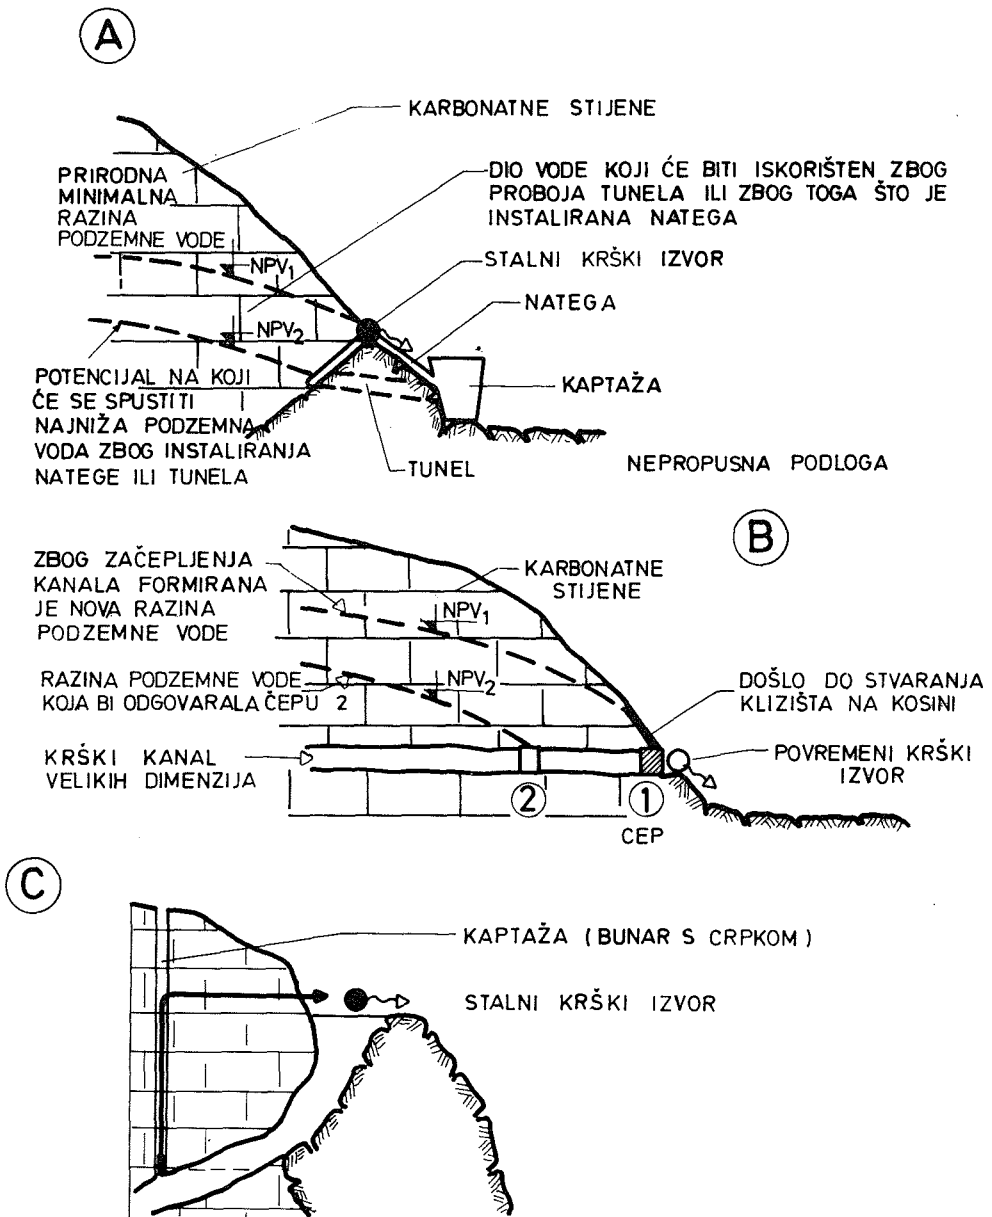 A
KARBONATNE STIJENE
PRIRODNA
MINIMALNA
RAZINA
PODZEMNE VODE
DIO VODE KOJI ĆE BITI ISKORIŠTEN ZBOG
PROBOJA TUNELA ILI ZBOG TOGA ŠTO JE
INSTALIRANA NATEGA
NPV1
STALNI KRŠKI IZVOR
NATEGA
NPV2
POTENCIJAL NA KOJI
ĆE SE SPUSTITI
NAJNIŽA PODZEMNA
VODA ZBOG INSTALIRANJA
NATEGE ILI TUNELA
KAPTAŽA
TUNEL
NEPROPUSNA PODLOGA
B
ZBOG ZAČEPLJENJA
KANALA FORMIRANA
JE NOVA RAZINA
PODZEMNE VODE
KARBONATNE
STIJENE
NPV1
RAZINA PODZEMNE VODE
KOJA BI ODGOVARALA ČEPU 2
NPV2
DOŠLO DO STVARANJA
KLIZIŠTA NA KOSINI
KRŠKI KANAL
VELIKIH DIMENZIJA
POVREMENI KRŠKI
IZVOR
2
1
CEP
C
KAPTAŽA (BUNAR S CRPKOM)
STALNI KRŠKI IZVOR